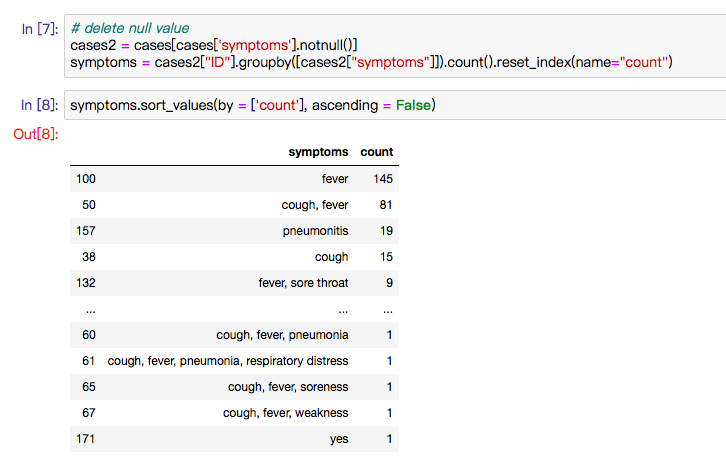 In [7]: # delete null value
cases2 = cases[cases['symptoms'].notnull()]
symptoms = cases2["ID"].groupby([cases2["symptoms"]]).count().reset_index(name="count")
In [8]: symptoms.sort_values(by = ['count'], ascending = False)
Out[8]:
symptoms count
100 fever 145
50 cough, fever 81
157 pneumonitis 19
38 cough 15
132 fever, sore throat 9
... ... ...
60 cough, fever, pneumonia 1
61 cough, fever, pneumonia, respiratory distress 1
65 cough, fever, soreness 1
67 cough, fever, weakness 1
171 yes 1